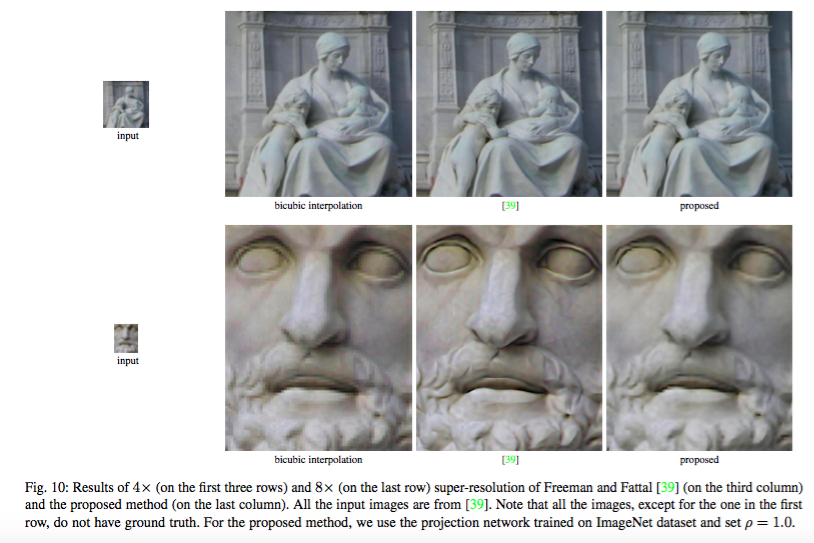 input
bicubic interpolation
[39]
proposed
input
bicubic interpolation
[39]
proposed
Fig. 10: Results of 4× (on the first three rows) and 8× (on the last row) super-resolution of Freeman and Fattal [39] (on the third column)
and the proposed method (on the last column). All the input images are from [39]. Note that all the images, except for the one in the first
row, do not have ground truth. For the proposed method, we use the projection network trained on ImageNet dataset and set ρ = 1.0.